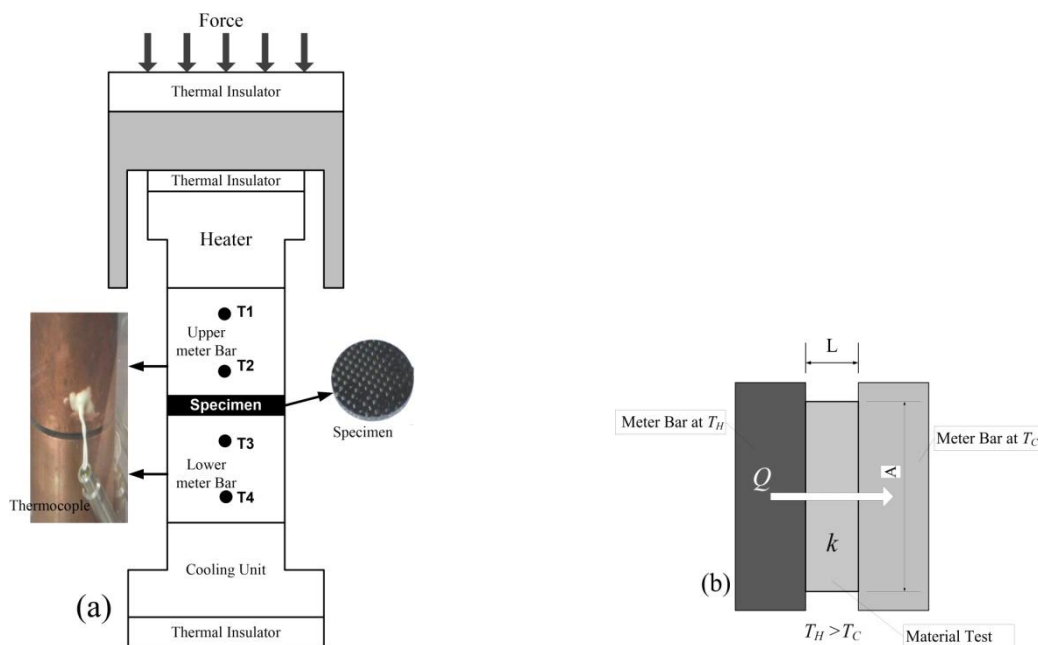 Force
Thermal Insulator
Thermal Insulator
Heater
T1
Upper
meter Bar
T2
Specimen
T3
Lower
meter Bar
T4
Thermocople
Specimen
Cooling Unit
(a)
Thermal Insulator
L
Meter Bar at T_H
Meter Bar at T_C
A
Q
k
(b)
T_H > T_C
Material Test